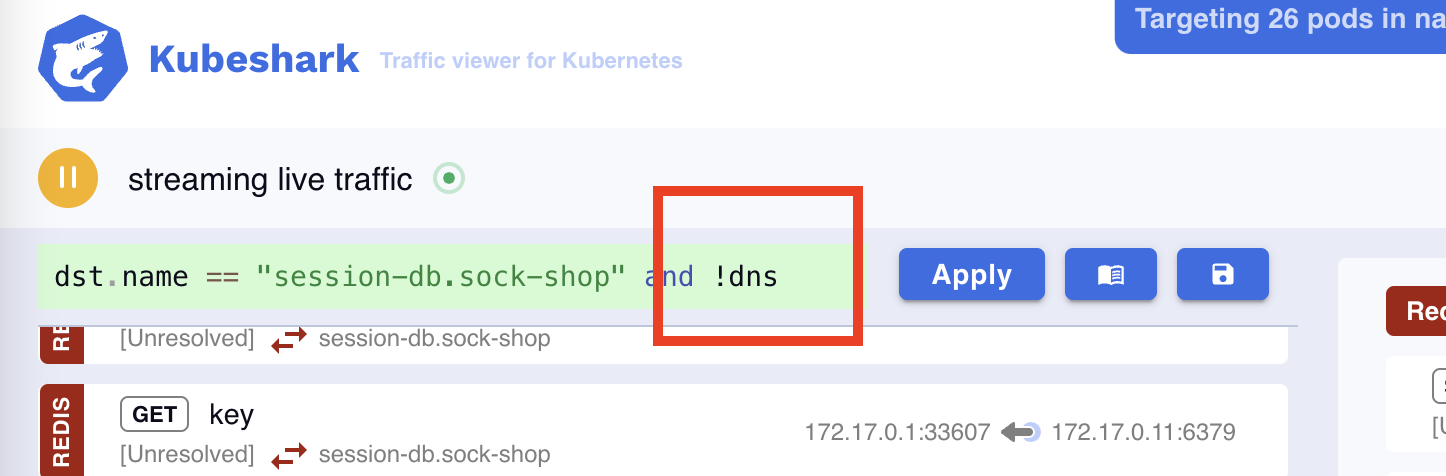 Kubeshark Traffic viewer for Kubernetes
Targeting 26 pods in na
streaming live traffic
dst.name == "session-db.sock-shop" and !dns
Apply
[Unresolved] session-db.sock-shop
REDIS
GET key
[Unresolved] session-db.sock-shop
172.17.0.1:33607 172.17.0.11:6379